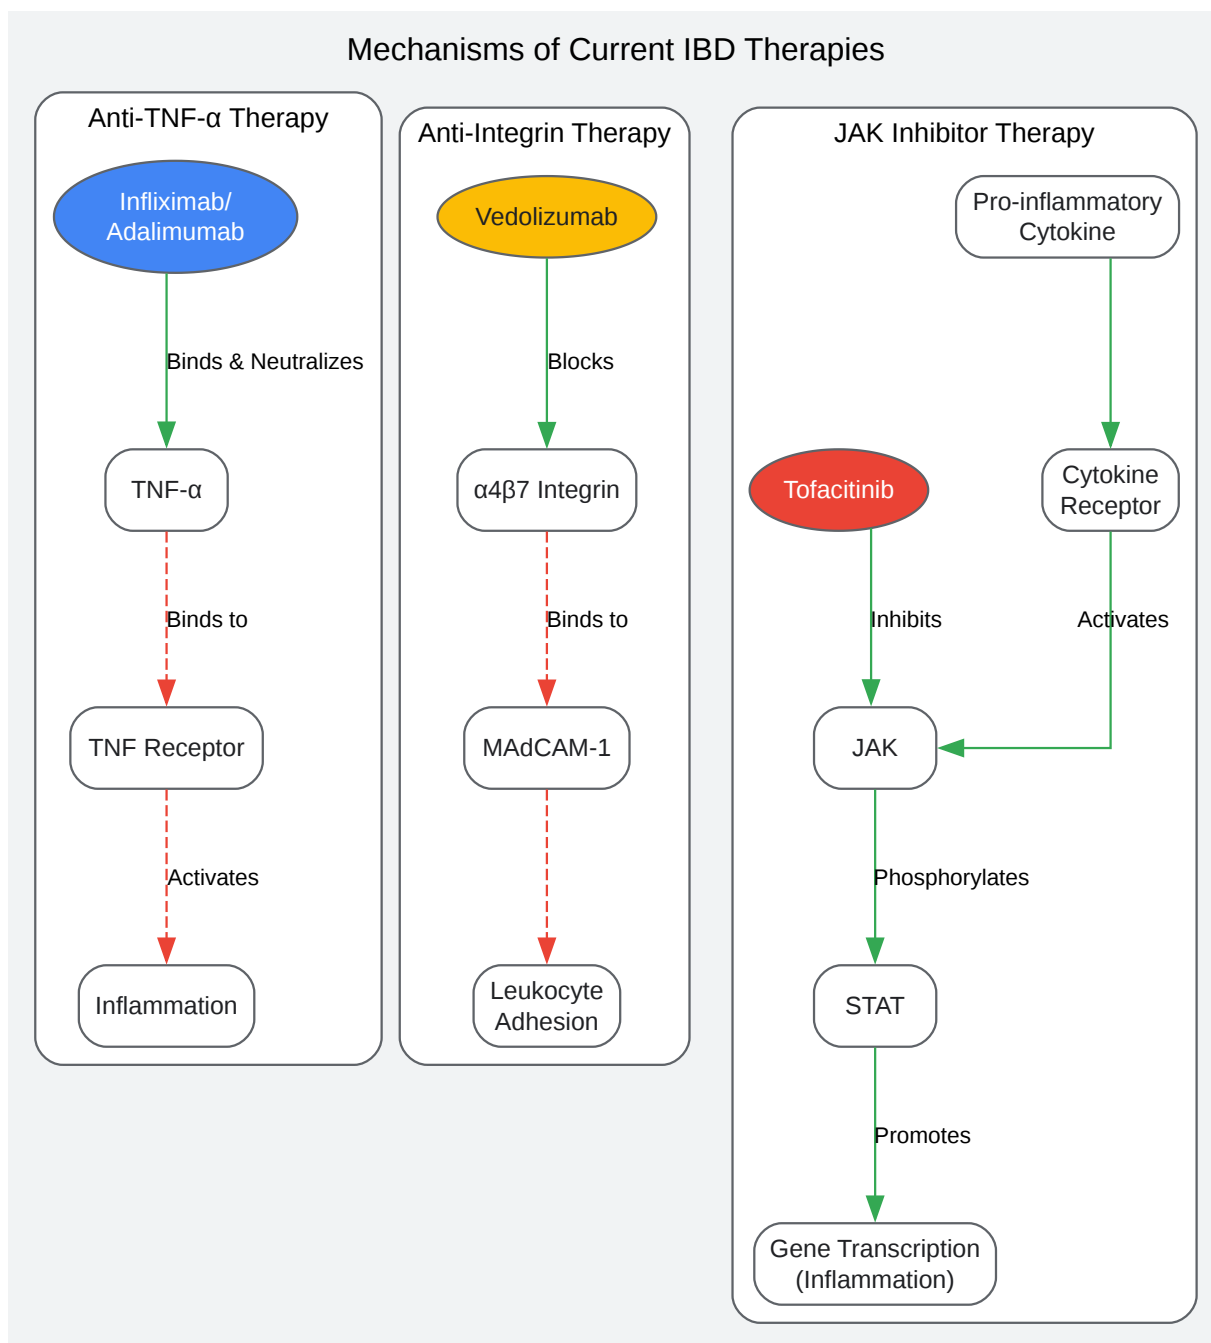 Mechanisms of Current IBD Therapies
Anti-TNF-α Therapy
Infliximab/
Adalimumab
Binds & Neutralizes
TNF-α
Binds to
TNF Receptor
Activates
Inflammation
Anti-Integrin Therapy
Vedolizumab
Blocks
α4β7 Integrin
Binds to
MAdCAM-1
Leukocyte
Adhesion
JAK Inhibitor Therapy
Pro-inflammatory
Cytokine
Tofacitinib
Cytokine
Receptor
Inhibits
Activates
JAK
Phosphorylates
STAT
Promotes
Gene Transcription
(Inflammation)